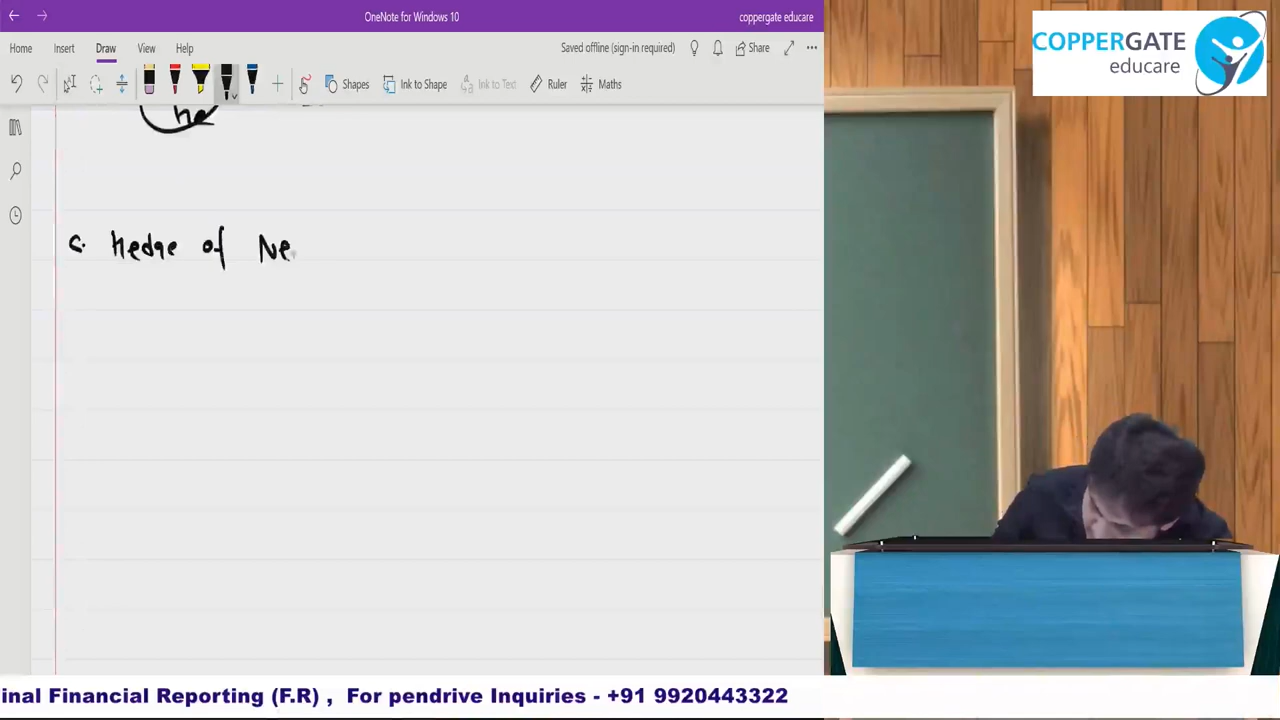 OneNote for Windows 10
coppergate educare
Home Insert Draw View Help
Saved offline (sign-in required)
Share
Shapes
Ink to Shape
Ink to Text
Ruler
Maths
COPPERGATE
educare
he
c. hedge of Ne
inal Financial Reporting (F.R) , For pendrive Inquiries - +91 9920443322